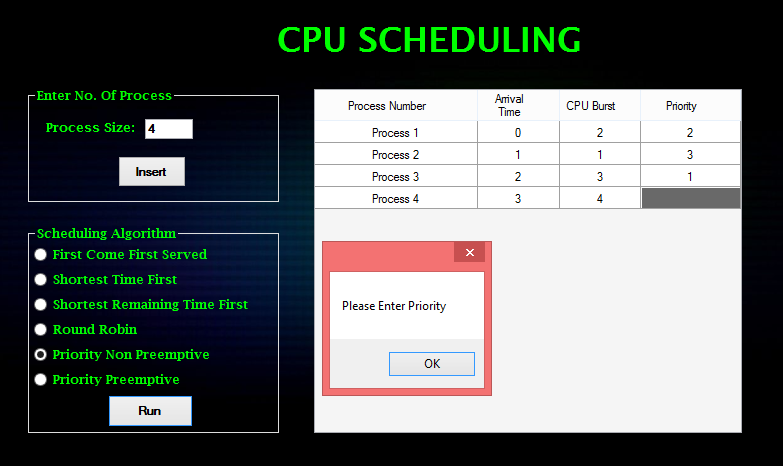 CPU SCHEDULING
Enter No. Of Process
Process Size: 4
Insert
Scheduling Algorithm
First Come First Served
Shortest Time First
Shortest Remaining Time First
Round Robin
Priority Non Preemptive
Priority Preemptive
Run
Process Number Arrival Time CPU Burst Priority
Process 1 0 2 2
Process 2 1 1 3
Process 3 2 3 1
Process 4 3 4
Please Enter Priority
OK